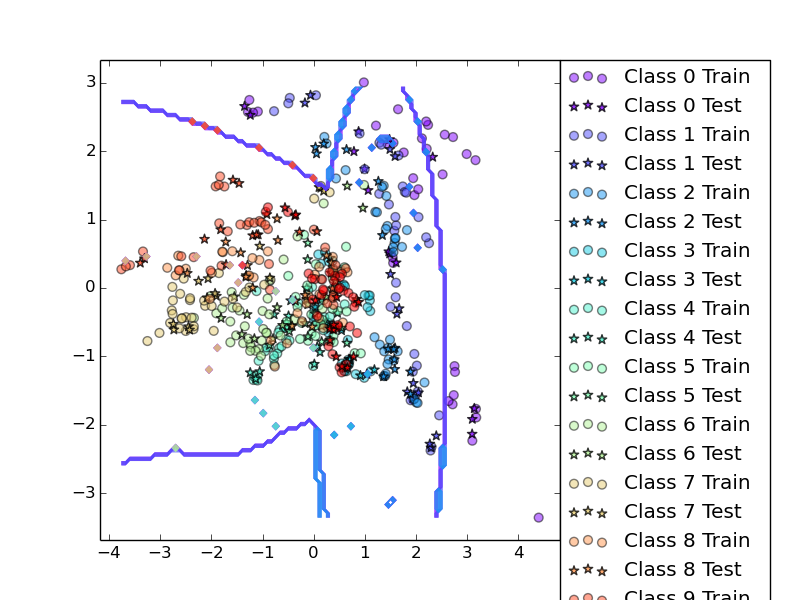 3
2
1
0
−1
−2
−3
−4
−3
−2
−1
0
1
2
3
4
Class 0 Train
Class 0 Test
Class 1 Train
Class 1 Test
Class 2 Train
Class 2 Test
Class 3 Train
Class 3 Test
Class 4 Train
Class 4 Test
Class 5 Train
Class 5 Test
Class 6 Train
Class 6 Test
Class 7 Train
Class 7 Test
Class 8 Train
Class 8 Test
Class 9 Train